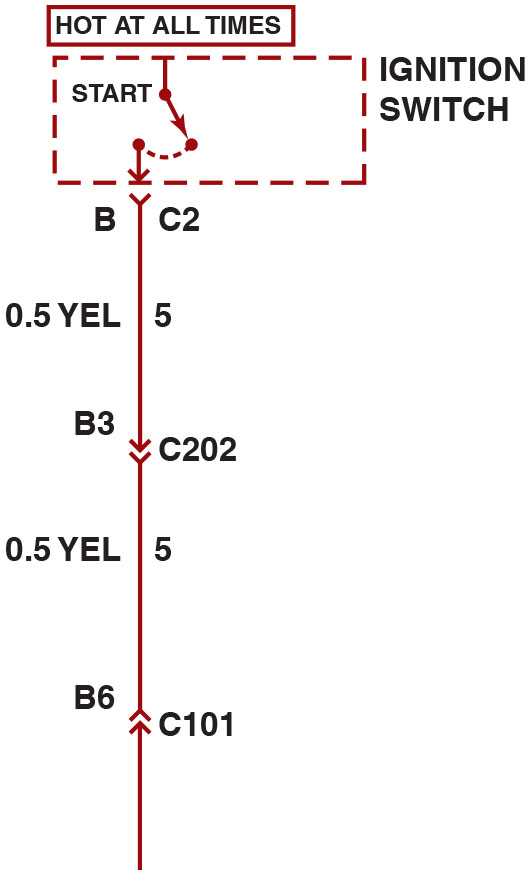 HOT AT ALL TIMES
IGNITION
SWITCH
START
B C2
0.5 YEL 5
B3
C202
0.5 YEL 5
B6
C101